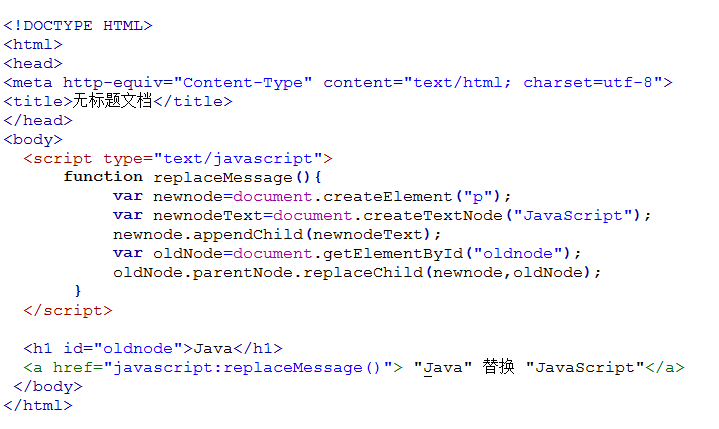 <!DOCTYPE HTML>
<html>
<head>
<meta http-equiv="Content-Type" content="text/html; charset=utf-8">
<title>无标题文档</title>
</head>
<body>
  <script type="text/javascript">
      function replaceMessage(){
           var newnode=document.createElement("p");
           var newnodeText=document.createTextNode("JavaScript");
           newnode.appendChild(newnodeText);
           var oldNode=document.getElementById("oldnode");
           oldNode.parentNode.replaceChild(newnode,oldNode);
       }
  </script>

  <h1 id="oldnode">Java</h1>
  <a href="javascript:replaceMessage()"> "Java" 替换 "JavaScript"</a>
 </body>
</html>